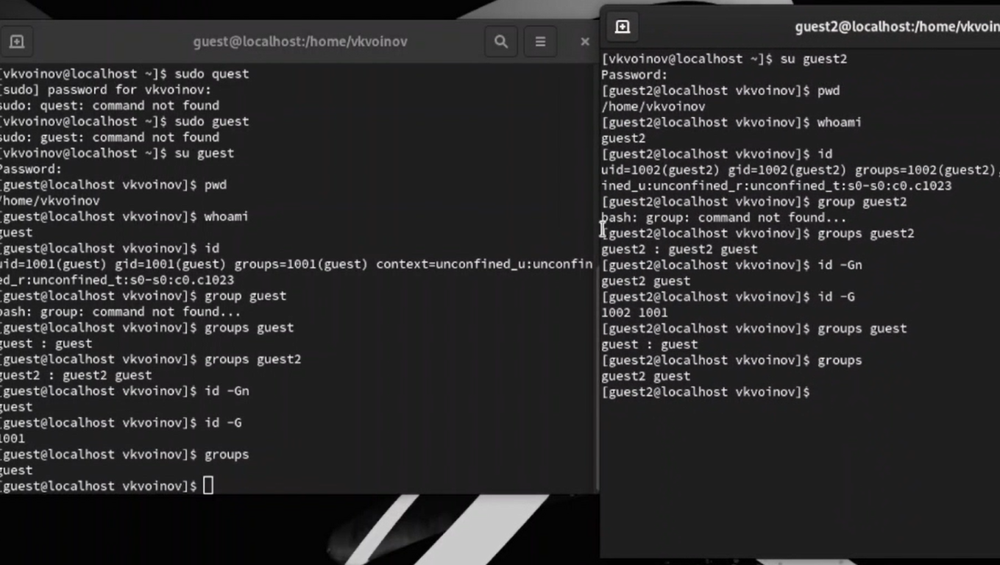 guest@localhost:/home/vkvoinov
[vkvoinov@localhost ~]$ sudo quest
[sudo] password for vkvoinov:
sudo: quest: command not found
[vkvoinov@localhost ~]$ sudo guest
sudo: guest: command not found
[vkvoinov@localhost ~]$ su guest
Password:
[guest@localhost vkvoinov]$ pwd
/home/vkvoinov
[guest@localhost vkvoinov]$ whoami
guest
[guest@localhost vkvoinov]$ id
uid=1001(guest) gid=1001(guest) groups=1001(guest) context=unconfined_u:unconfin
ed_r:unconfined_t:s0-s0:c0.c1023
[guest@localhost vkvoinov]$ group guest
bash: group: command not found...
[guest@localhost vkvoinov]$ groups guest
guest : guest
[guest@localhost vkvoinov]$ groups guest2
guest2 : guest2 guest
[guest@localhost vkvoinov]$ id -Gn
guest
[guest@localhost vkvoinov]$ id -G
1001
[guest@localhost vkvoinov]$ groups
guest
[guest@localhost vkvoinov]$
guest2@localhost:/home/vkvoin
[vkvoinov@localhost ~]$ su guest2
Password:
[guest2@localhost vkvoinov]$ pwd
/home/vkvoinov
[guest2@localhost vkvoinov]$ whoami
guest2
[guest2@localhost vkvoinov]$ id
uid=1002(guest2) gid=1002(guest2) groups=1002(guest2),
ined_u:unconfined_r:unconfined_t:s0-s0:c0.c1023
[guest2@localhost vkvoinov]$ group guest2
bash: group: command not found...
[guest2@localhost vkvoinov]$ groups guest2
guest2 : guest2 guest
[guest2@localhost vkvoinov]$ id -Gn
guest2 guest
[guest2@localhost vkvoinov]$ id -G
1002 1001
[guest2@localhost vkvoinov]$ groups guest
guest : guest
[guest2@localhost vkvoinov]$ groups
guest2 guest
[guest2@localhost vkvoinov]$